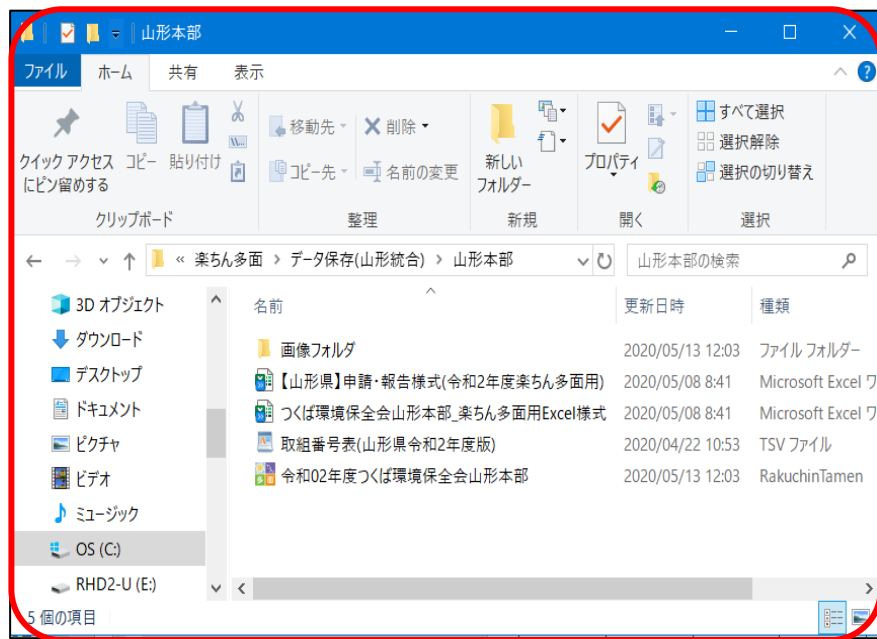 山形本部
ファイル ホーム 共有 表示
クイック アクセス
にピン留めする
コピー
貼り付け
移動先
削除
コピー先
名前の変更
新しい
フォルダー
プロパティ
すべて選択
選択解除
選択の切り替え
クリップボード 整理 新規 開く 選択
« 楽ちん多面 > データ保存(山形統合) > 山形本部
山形本部の検索
3D オブジェクト
ダウンロード
デスクトップ
ドキュメント
ピクチャ
ビデオ
ミュージック
OS (C:)
RHD2-U (E:)
名前 更新日時 種類
画像フォルダ 2020/05/13 12:03 ファイル フォルダー
【山形県】申請・報告様式(令和2年度楽ちん多面用) 2020/05/08 8:41 Microsoft Excel ワ
つくば環境保全会山形本部_楽ちん多面用Excel様式 2020/05/08 8:41 Microsoft Excel ワ
取組番号表(山形県令和2年度版) 2020/04/22 10:53 TSV ファイル
令和02年度つくば環境保全会山形本部 2020/05/13 12:03 RakuchinTamen
5 個の項目